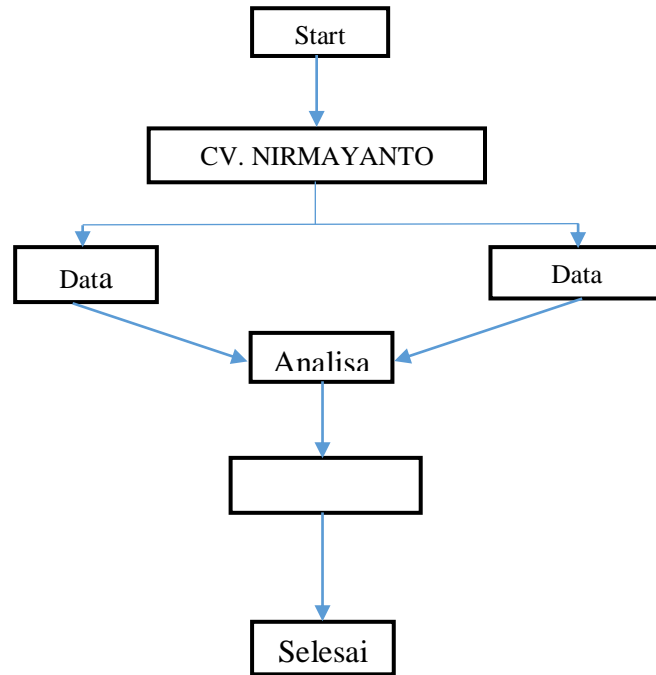 Start
CV. NIRMAYANTO
Data
Data
Analisa
Selesai